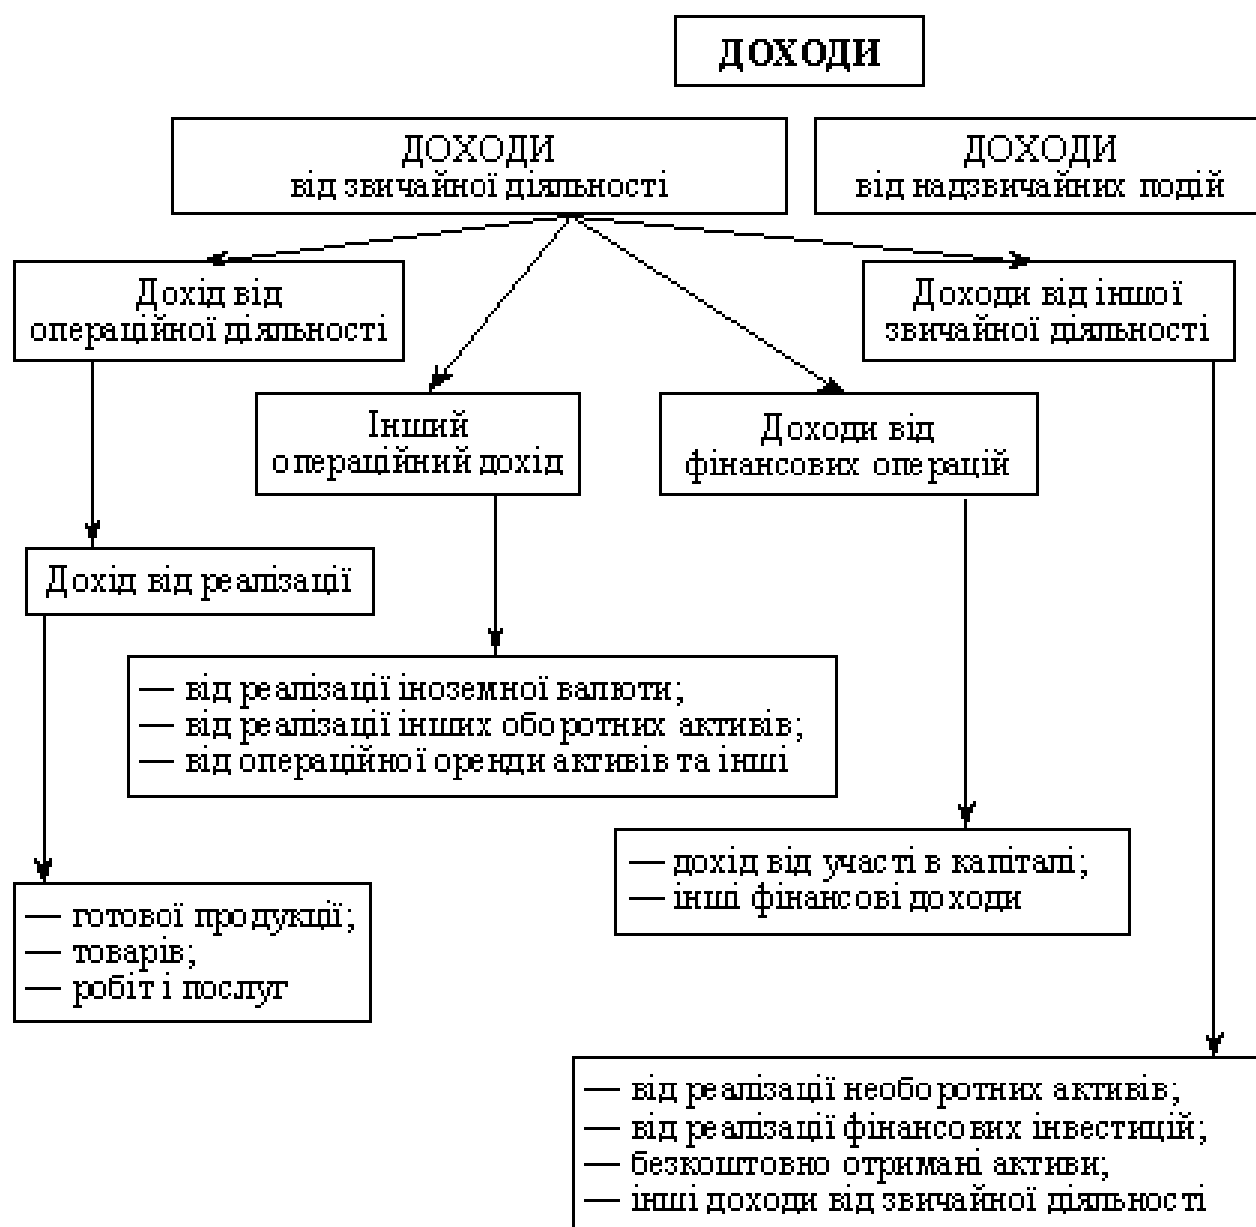 ДОХОДИ
ДОХОДИ
від звичайної діяльності
ДОХОДИ
від надзвичайних подій
Дохід від
операційної діяльності
Доходи від іншої
звичайної діяльності
Інший
операційний дохід
Доходи від
фінансових операцій
Дохід від реалізації
— від реалізації іноземної валюти;
— від реалізації інших оборотних активів;
— від операційної оренди активів та інші
— дохід від участі в капіталі;
— інші фінансові доходи
— готової продукції;
— товарів;
— робіт і послуг
— від реалізації необоротних активів;
— від реалізації фінансових інвестицій;
— безкоштовно отримані активи;
— інші доходи від звичайної діяльності